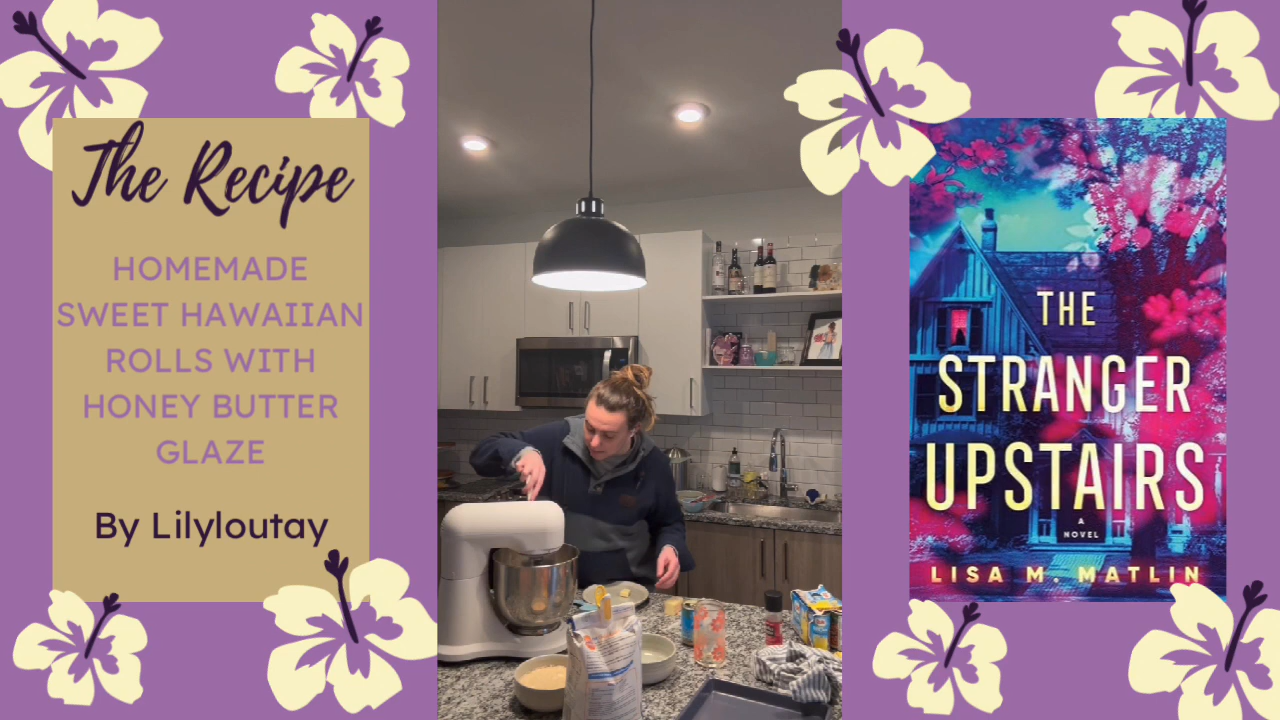 The Recipe
HOMEMADE
SWEET HAWAIIAN
ROLLS WITH
HONEY BUTTER
GLAZE
By Lilyloutay
THE
STRANGER
UPSTAIRS
A
NOVEL
LISA M. MATLIN